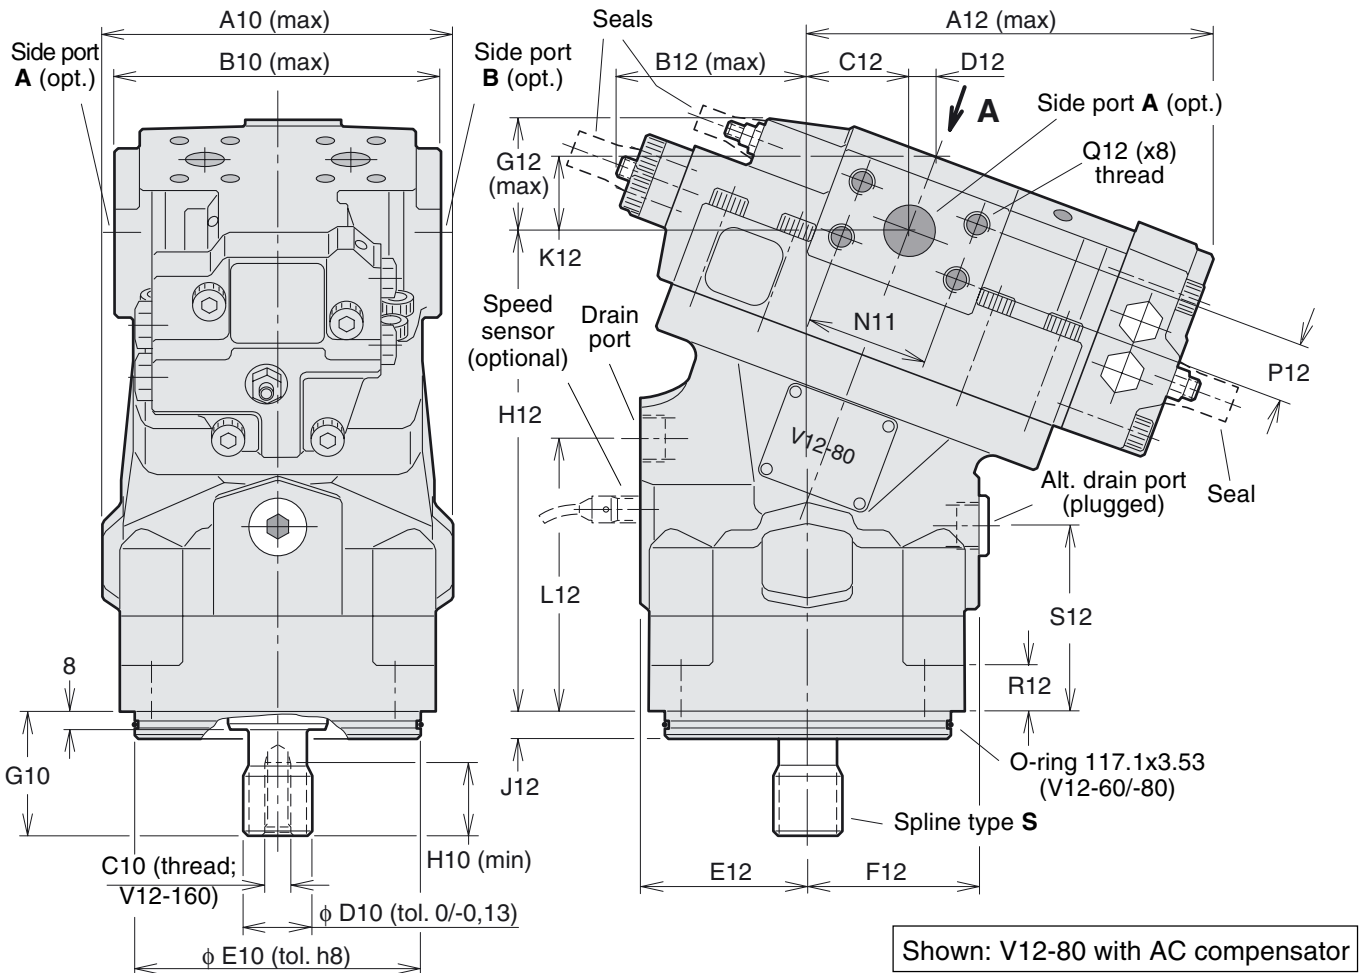 A10 (max)
Seals
A12 (max)
Side port
A (opt.)
B10 (max)
Side port
B (opt.)
B12 (max)
C12
D12
A
Side port A (opt.)
Q12 (x8)
thread
G12
(max)
K12
Speed
sensor
(optional)
Drain
port
N11
P12
H12
V12-80
Alt. drain port
(plugged)
Seal
L12
S12
8
R12
G10
J12
O-ring 117.1x3.53
(V12-60/-80)
Spline type S
C10 (thread;
V12-160)
H10 (min)
E12
F12
ϕ D10 (tol. 0/-0,13)
ϕ E10 (tol. h8)
Shown: V12-80 with AC compensator